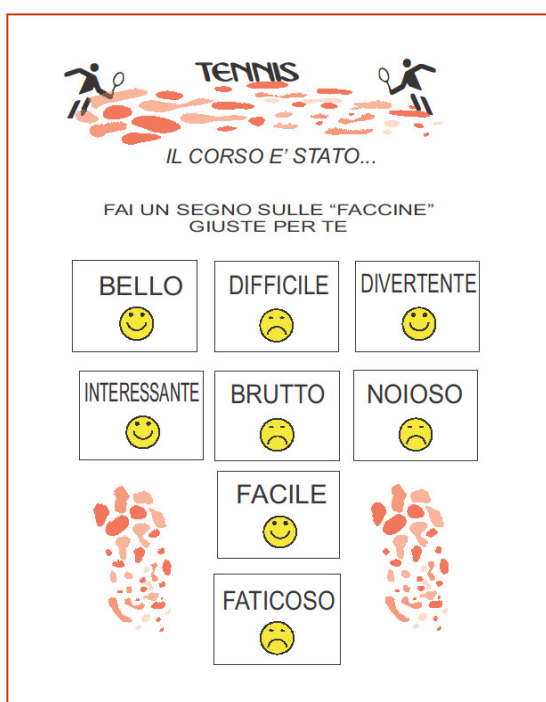 TENNIS
IL CORSO E' STATO...
FAI UN SEGNO SULLE “FACCINE”
GIUSTE PER TE
BELLO
DIFFICILE
DIVERTENTE
INTERESSANTE
BRUTTO
NOIOSO
FACILE
FATICOSO